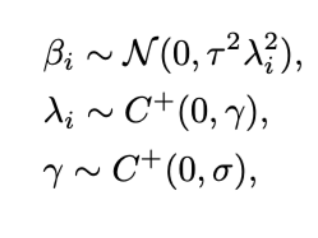 βᵢ ∼ 𝒩(0, τ²λᵢ²),
λᵢ ∼ C⁺(0, γ),
γ ∼ C⁺(0, σ),